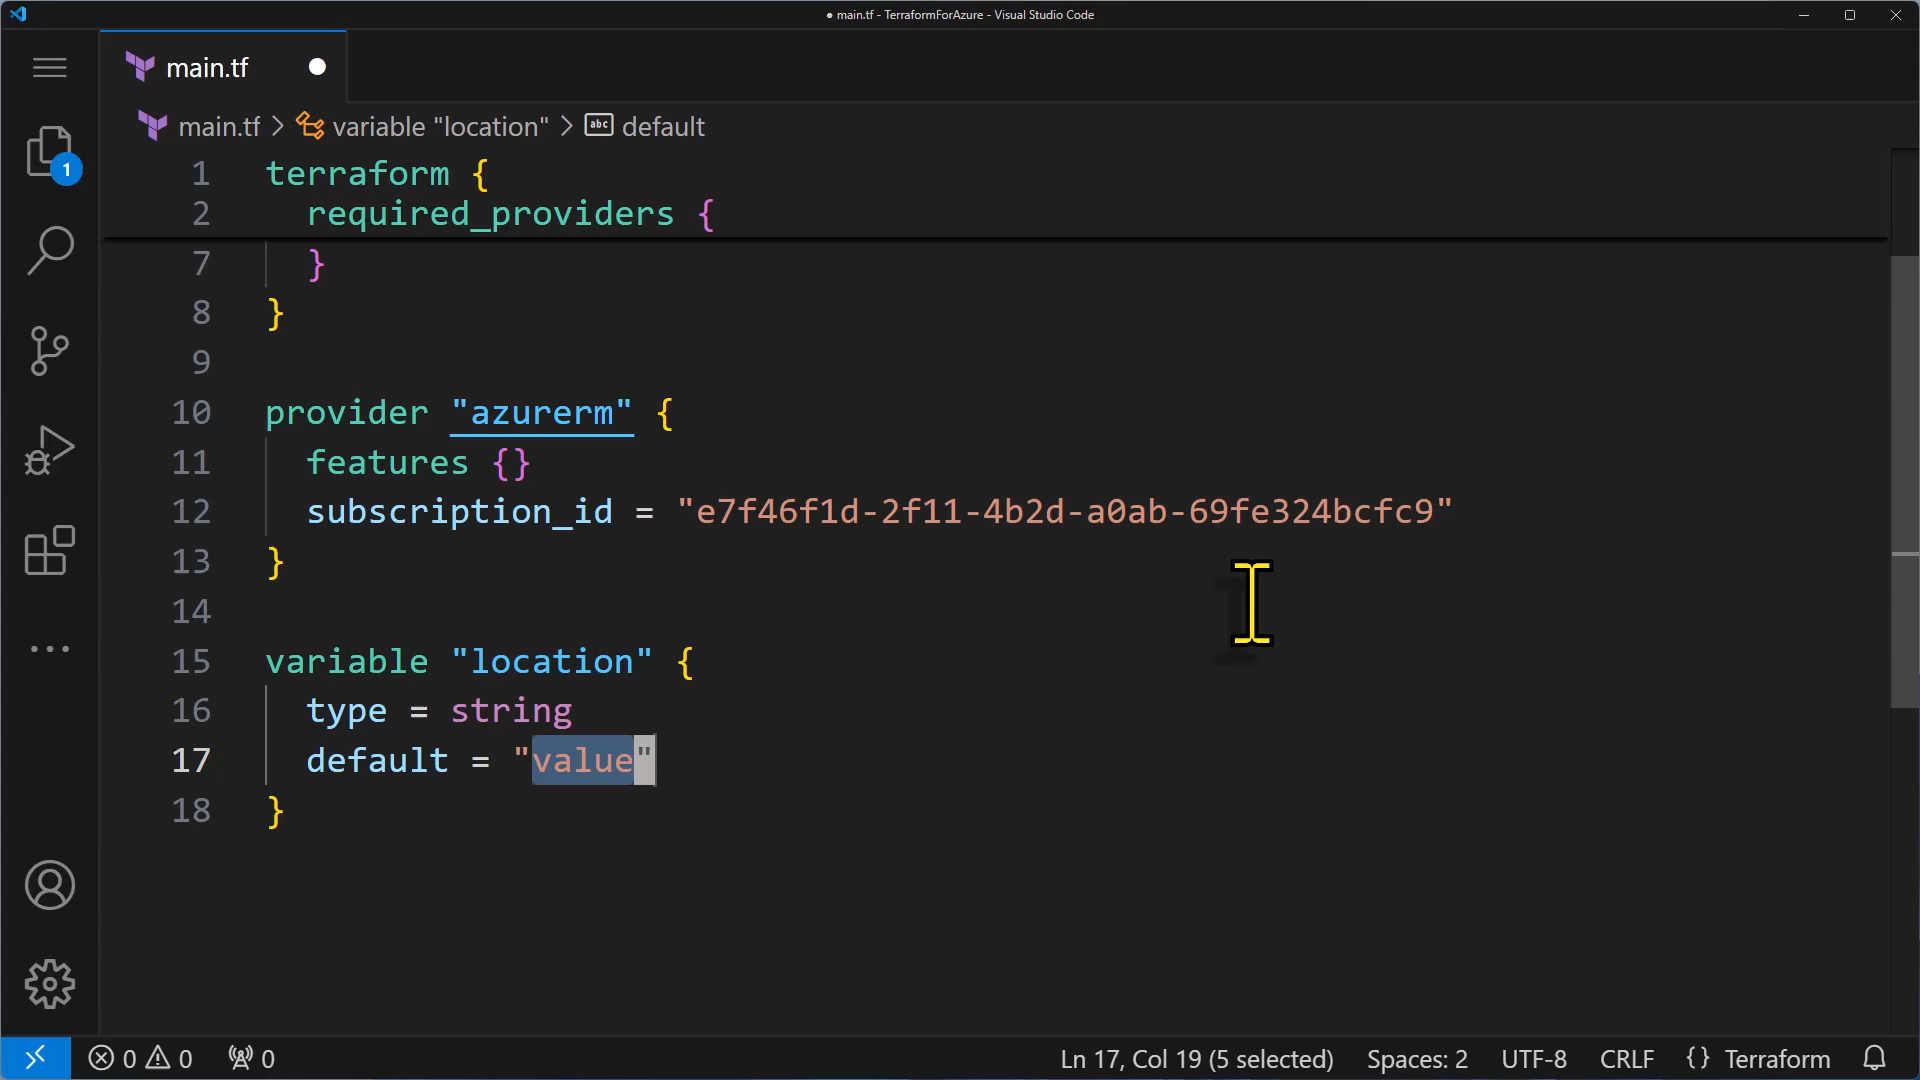 ● main.tf - TerraformForAzure - Visual Studio Code
main.tf ●
main.tf > variable "location" > abc default
1 terraform {
2 required_providers {
7 }
8 }
9
10 provider "azurerm" {
11 features {}
12 subscription_id = "e7f46f1d-2f11-4b2d-a0ab-69fe324bcfc9"
13 }
14
15 variable "location" {
16 type = string
17 default = "value"
18 }
1
0 0 0 Ln 17, Col 19 (5 selected) Spaces: 2 UTF-8 CRLF {} Terraform